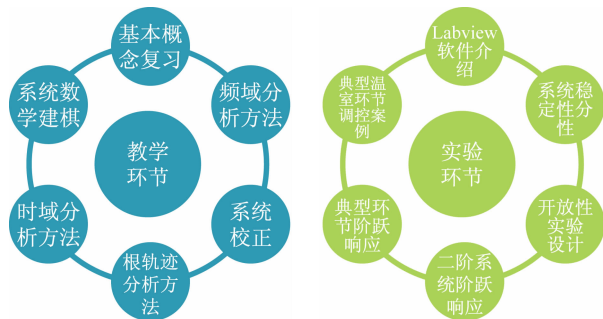 基本概
念复习
频域分
析方法
系统
校正
根轨迹
分析方
法
时域分
析方法
系统数
学建棋
教学
环节
Labview
软件介
绍
系统稳
定性分
性
开放性
实验
设计
二阶系
统阶跃
响应
典型环
节阶跃
响应
典型温
室环节
调控案
例
实验
环节